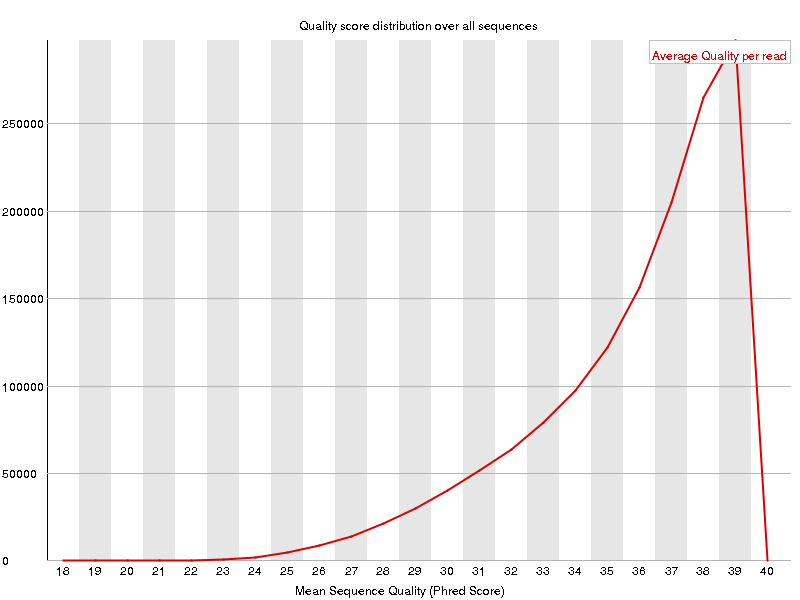 Quality score distribution over all sequences
Average Quality per read
250000
200000
150000
100000
50000
0
18 19 20 21 22 23 24 25 26 27 28 29 30 31 32 33 34 35 36 37 38 39 40
Mean Sequence Quality (Phred Score)